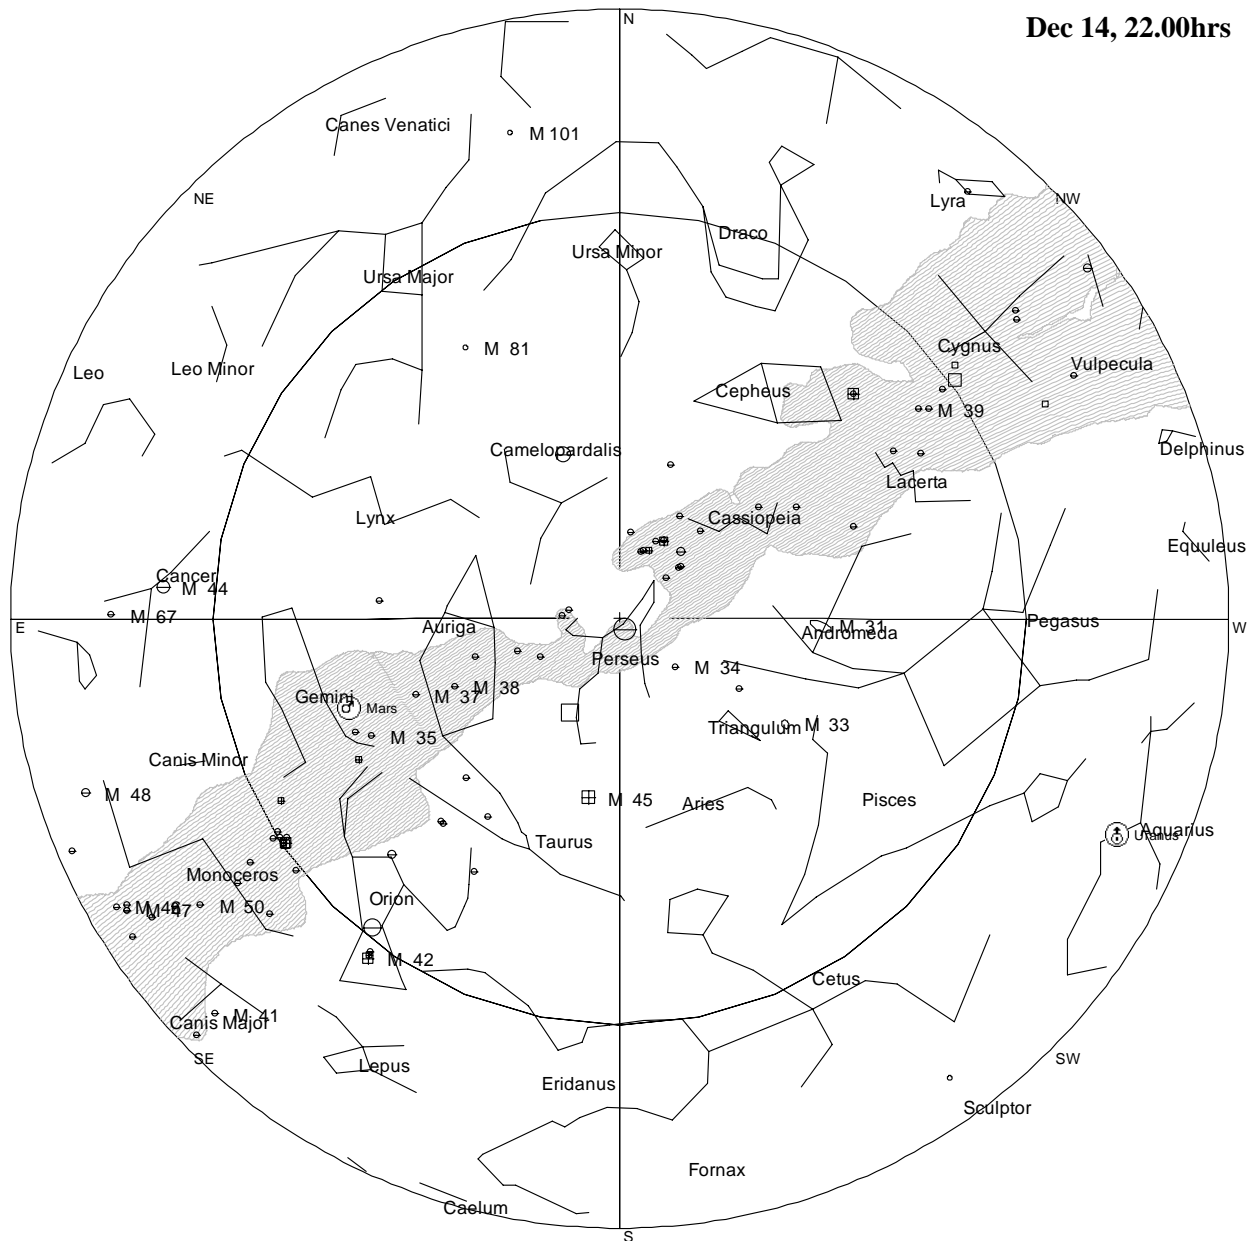 Dec 14, 22.00hrs
N
Canes Venatici
M 101
NE
Lyra
NW
Draco
Ursa Minor
Ursa Major
Cygnus
M 81
Leo Minor
Leo
Vulpecula
Cepheus
M 39
Camelopardalis
Delphinus
Lacerta
Lynx
Cassiopeia
Equuleus
Cancer
M 44
M 67
E
Auriga
M 31
Andromeda
Pegasus
W
Perseus
M 34
Gemini
Mars
M 37
M 38
Triangulum
M 33
M 35
Canis Minor
M 48
M 45
Aries
Pisces
Taurus
Uranus
Aquarius
Monoceros
Orion
M 47
M 50
M 42
Cetus
M 41
Canis Major
SE
Lepus
SW
Eridanus
Sculptor
Fornax
Caelum
S